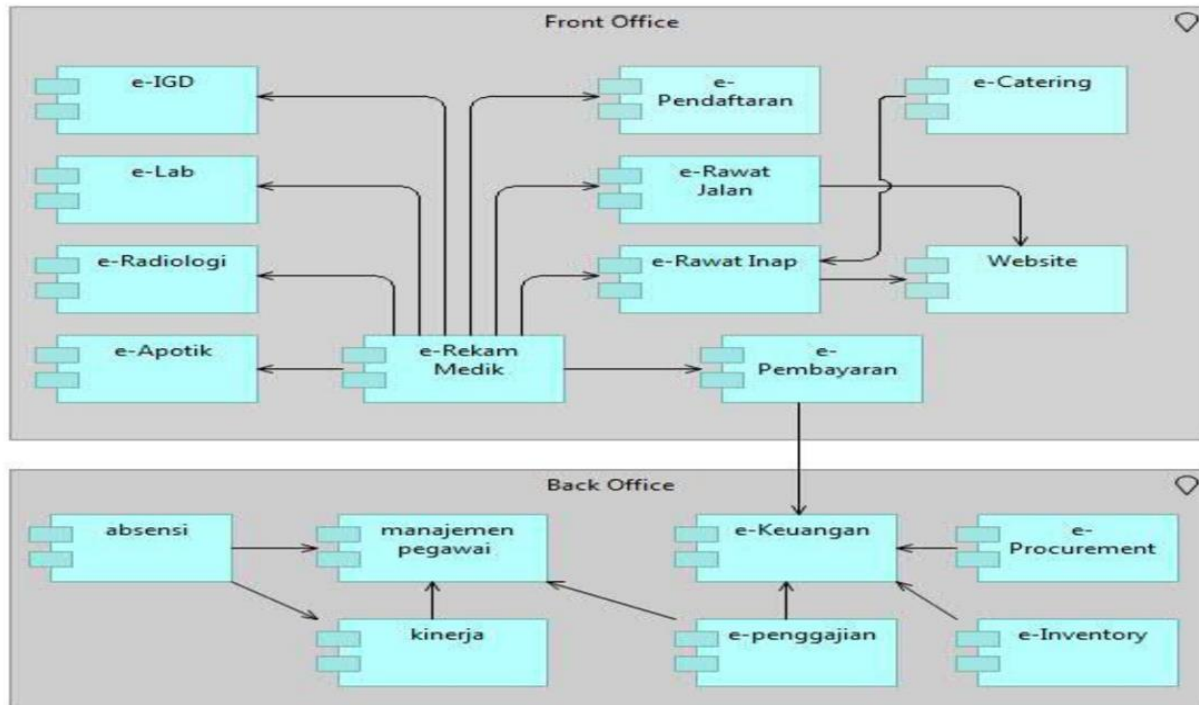 Front Office
e-IGD
e-
Pendaftaran
e-Catering
e-Lab
e-Rawat
Jalan
e-Radiologi
e-Rawat Inap
Website
e-Apotik
e-Rekam
Medik
e-
Pembayaran
Back Office
absensi
manajemen
pegawai
e-Keuangan
e-
Procurement
kinerja
e-penggajian
e-Inventory